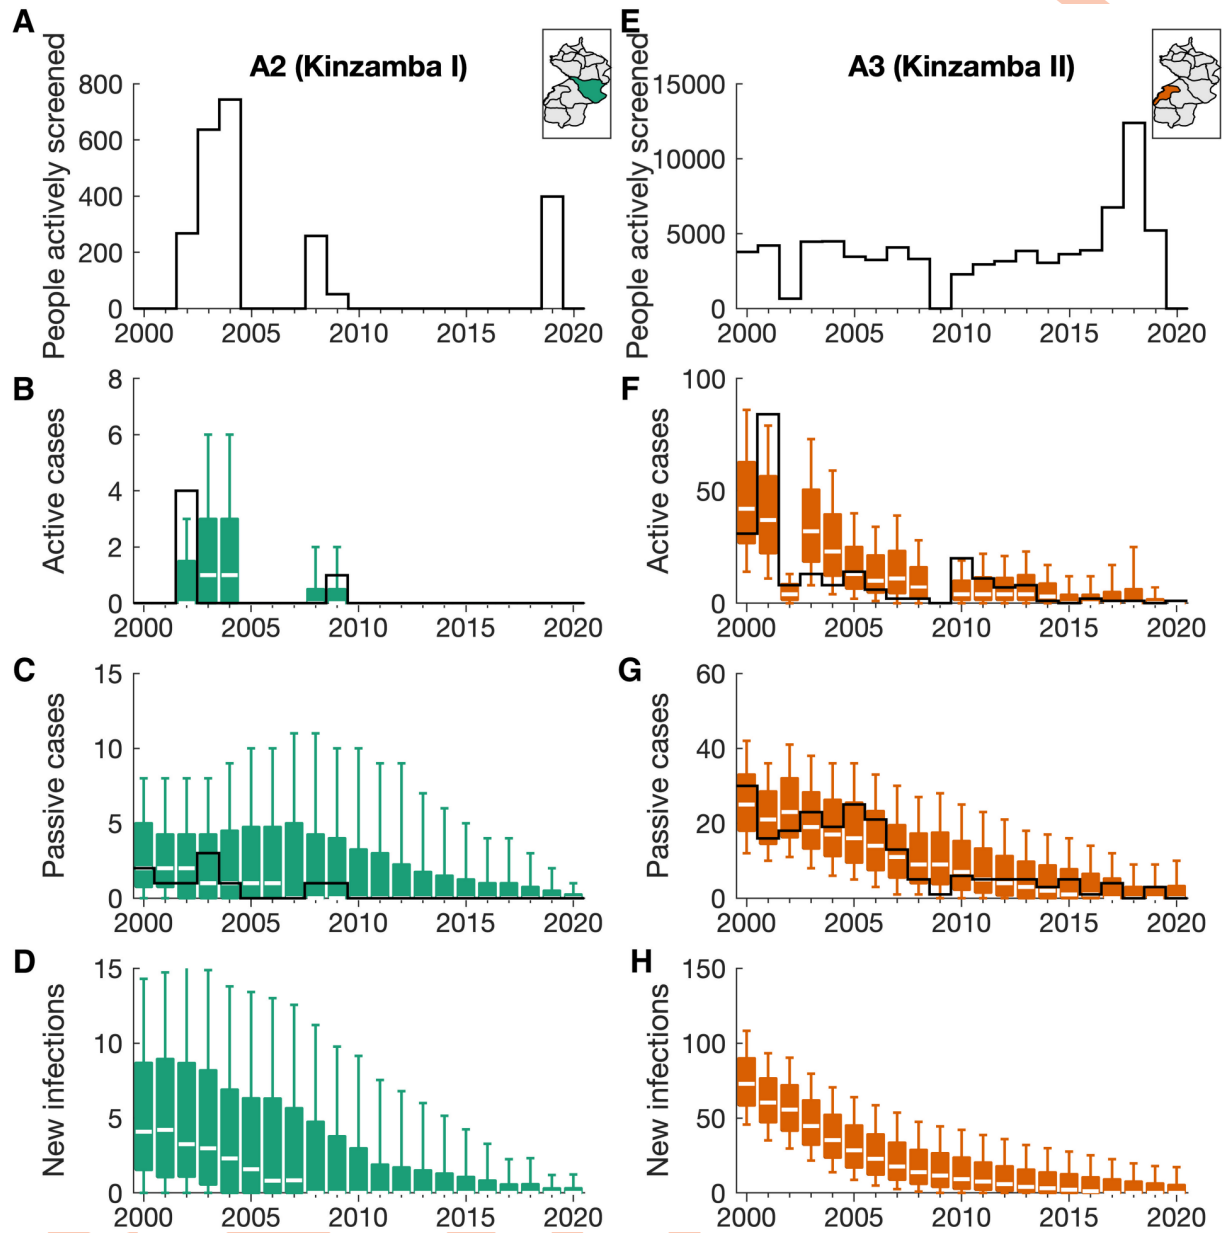 A
E
A2 (Kinzamba I)
A3 (Kinzamba II)
People actively screened
800
600
400
200
0
2000 2005 2010 2015 2020
People actively screened
15000
10000
5000
0
2000 2005 2010 2015 2020
B
Active cases
8
6
4
2
0
2000 2005 2010 2015 2020
F
Active cases
100
50
0
2000 2005 2010 2015 2020
C
Passive cases
15
10
5
0
2000 2005 2010 2015 2020
G
Passive cases
60
40
20
0
2000 2005 2010 2015 2020
D
New infections
15
10
5
0
2000 2005 2010 2015 2020
H
New infections
150
100
50
0
2000 2005 2010 2015 2020